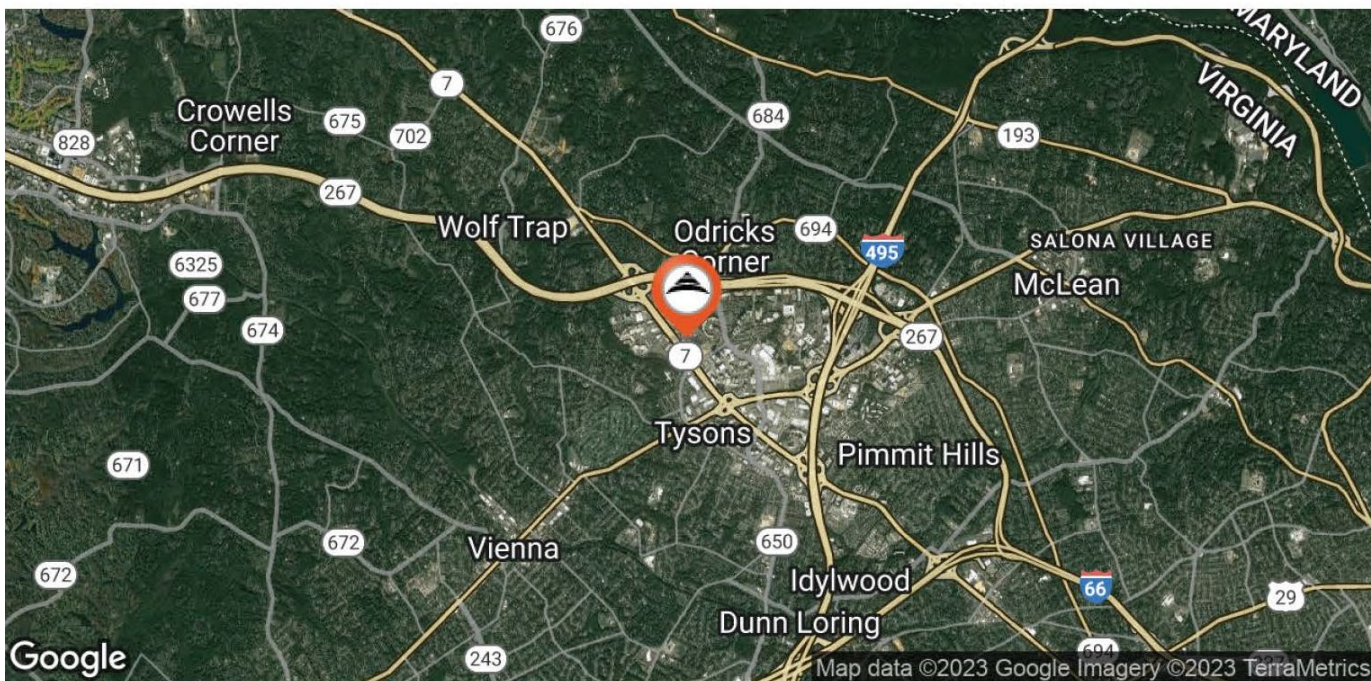 676
MARYLAND
VIRGINIA
7
Crowells
Corner
675
702
684
828
193
267
Wolf Trap
Odricks
Corner
694
495
SALONA VILLAGE
McLean
6325
677
674
267
7
Tysons
Pimmit Hills
671
672
Vienna
650
672
Idylwood
66
29
Dunn Loring
243
694
Google
Map data ©2023 Google Imagery ©2023 TerraMetrics